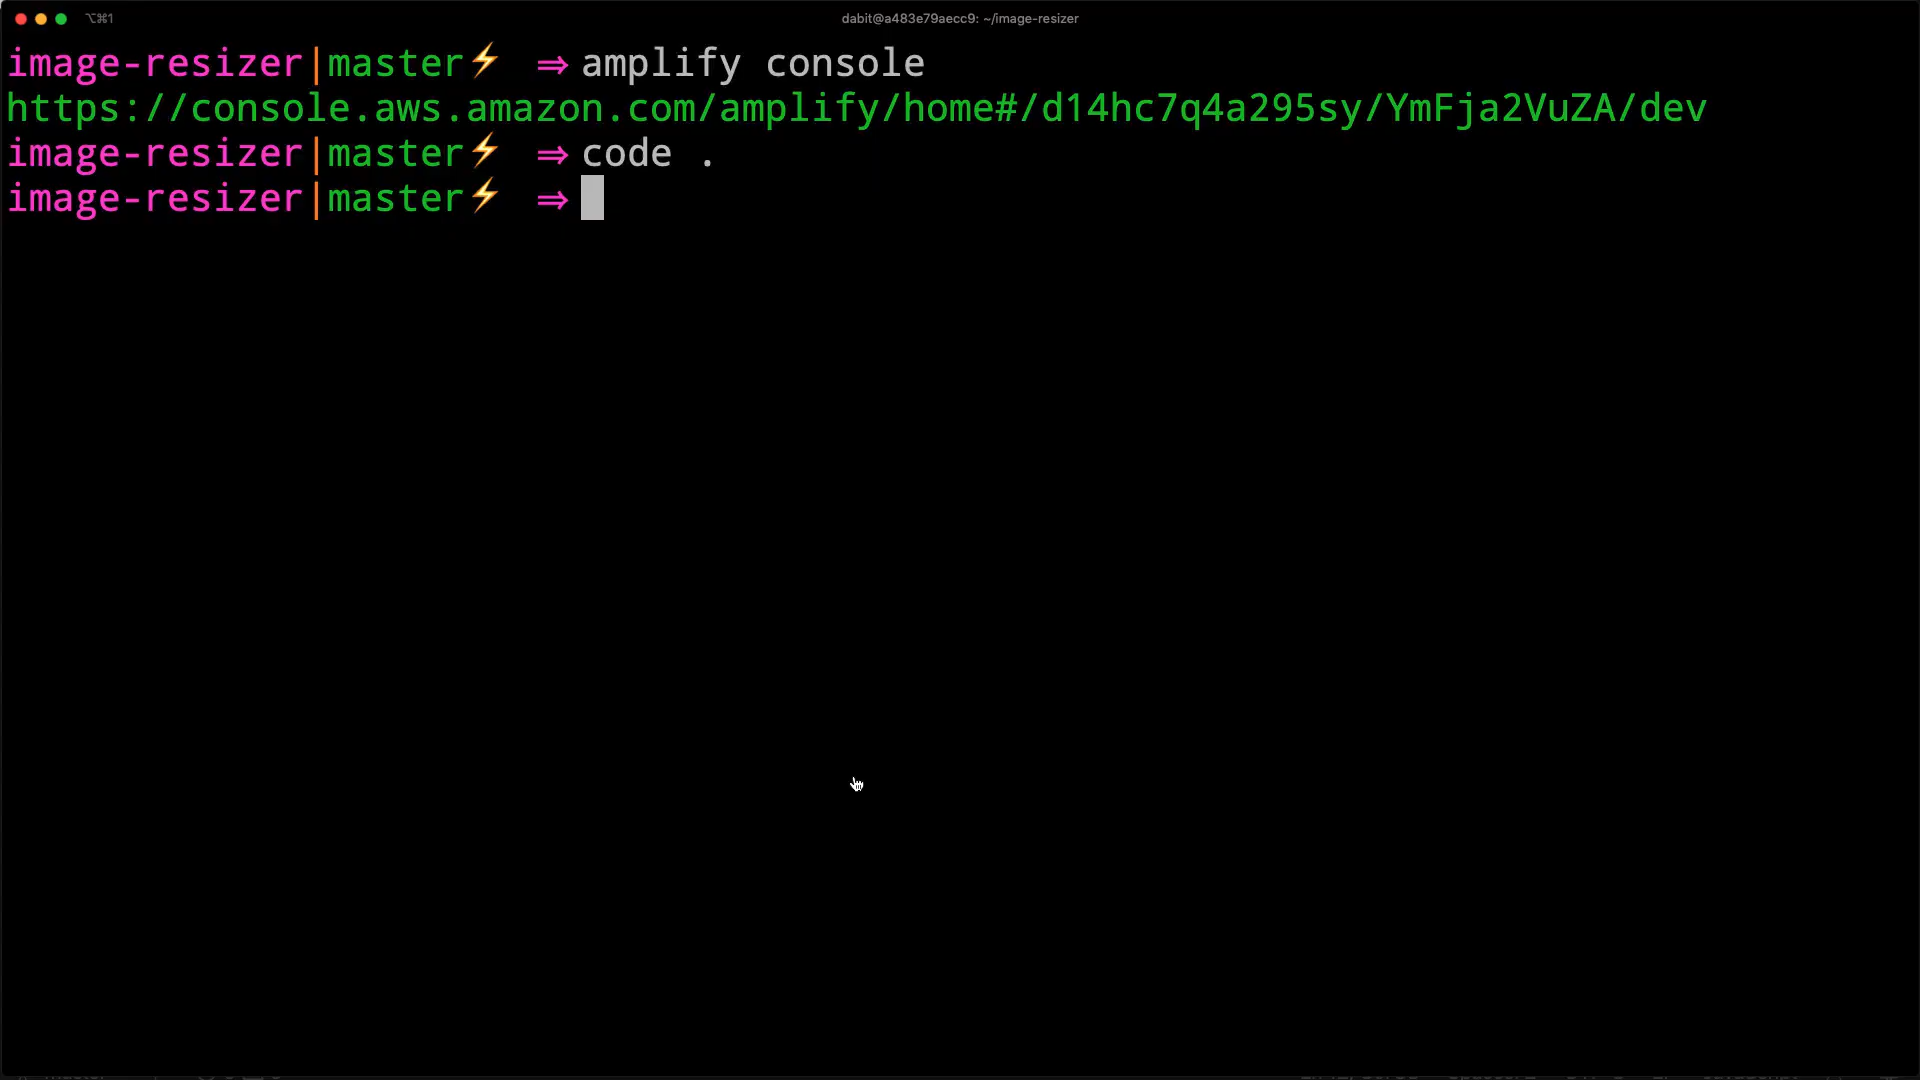 ⌥⌘1
dabit@a483e79aecc9: ~/image-resizer
image-resizer|master⚡ ⇒ amplify console
https://console.aws.amazon.com/amplify/home#/d14hc7q4a295sy/YmFja2VuZA/dev
image-resizer|master⚡ ⇒ code .
image-resizer|master⚡ ⇒